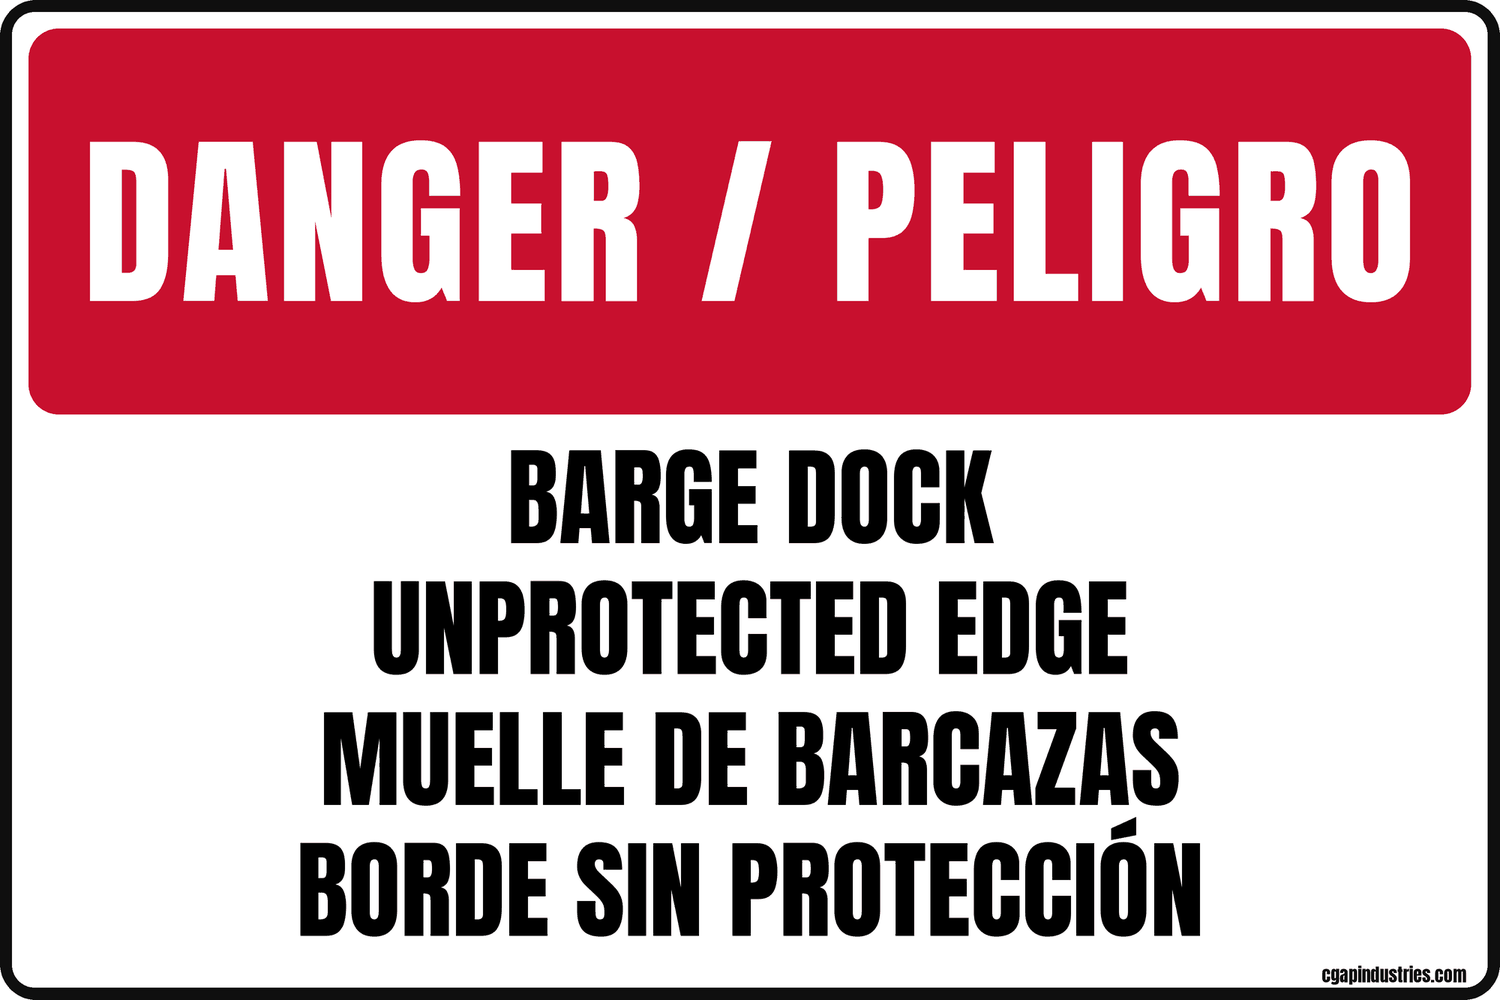 DANGER / PELIGRO
BARGE DOCK
UNPROTECTED EDGE
MUELLE DE BARCAZAS
BORDE SIN PROTECCIÓN
cgapindustries.com